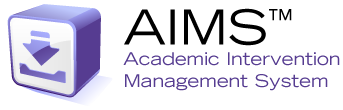 AIMS™
Academic Intervention
Management System